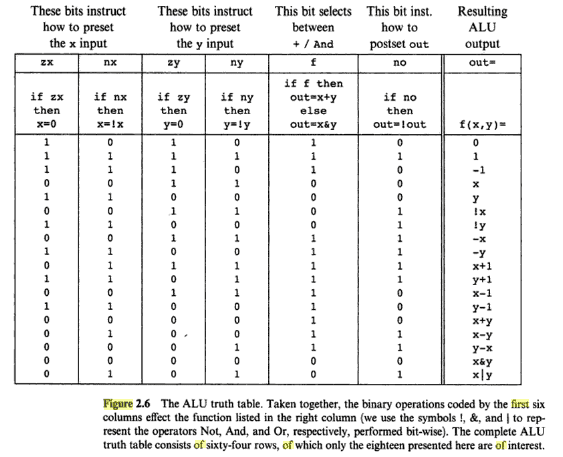 These bits instruct These bits instruct This bit selects This bit inst. Resulting
how to preset how to preset between how to ALU
the x input the y input + / And postset out output
zx nx zy ny f no out=
if f then
if zx if nx if zy if ny out=x+y if no
then then then then else then
x=0 x=!x y=0 y=!y out=x&y out=!out f(x,y)=
1 0 1 0 1 0 0
1 1 1 1 1 1 1
1 1 1 0 1 0 -1
0 0 1 1 0 0 x
1 1 0 0 0 0 y
0 0 1 1 0 1 !x
1 1 0 0 0 1 !y
0 0 1 1 1 1 -x
1 1 0 0 1 1 -y
0 1 1 1 1 1 x+1
1 1 0 1 1 1 y+1
0 0 1 1 1 0 x-1
1 1 0 0 1 0 y-1
0 0 0 0 1 0 x+y
0 1 0 0 1 1 x-y
0 0 0 1 1 1 y-x
0 0 0 0 0 0 x&y
0 1 0 1 0 1 x|y
Figure 2.6 The ALU truth table. Taken together, the binary operations coded by the first six
columns effect the function listed in the right column (we use the symbols !, &, and | to rep-
resent the operators Not, And, and Or, respectively, performed bit-wise). The complete ALU
truth table consists of sixty-four rows, of which only the eighteen presented here are of interest.